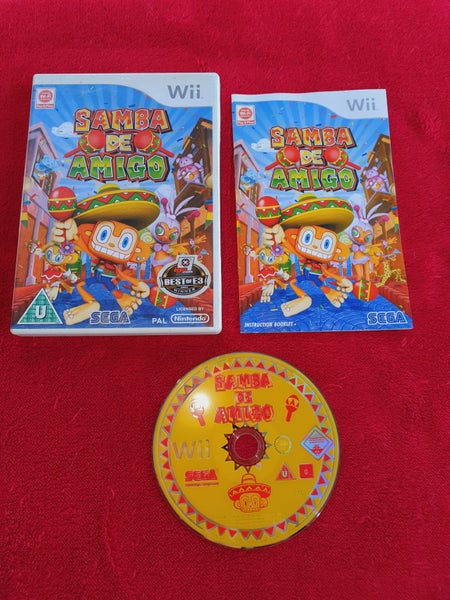 Wii
SAMBA
DE
AMIGO
BEST OF E3
WINNER
U
SEGA
PAL
LICENSED BY
Nintendo
Wii
SAMBA
DE
AMIGO
INSTRUCTION BOOKLET
SEGA
SAMBA
DE
AMIGO
Wii
SEGA
U